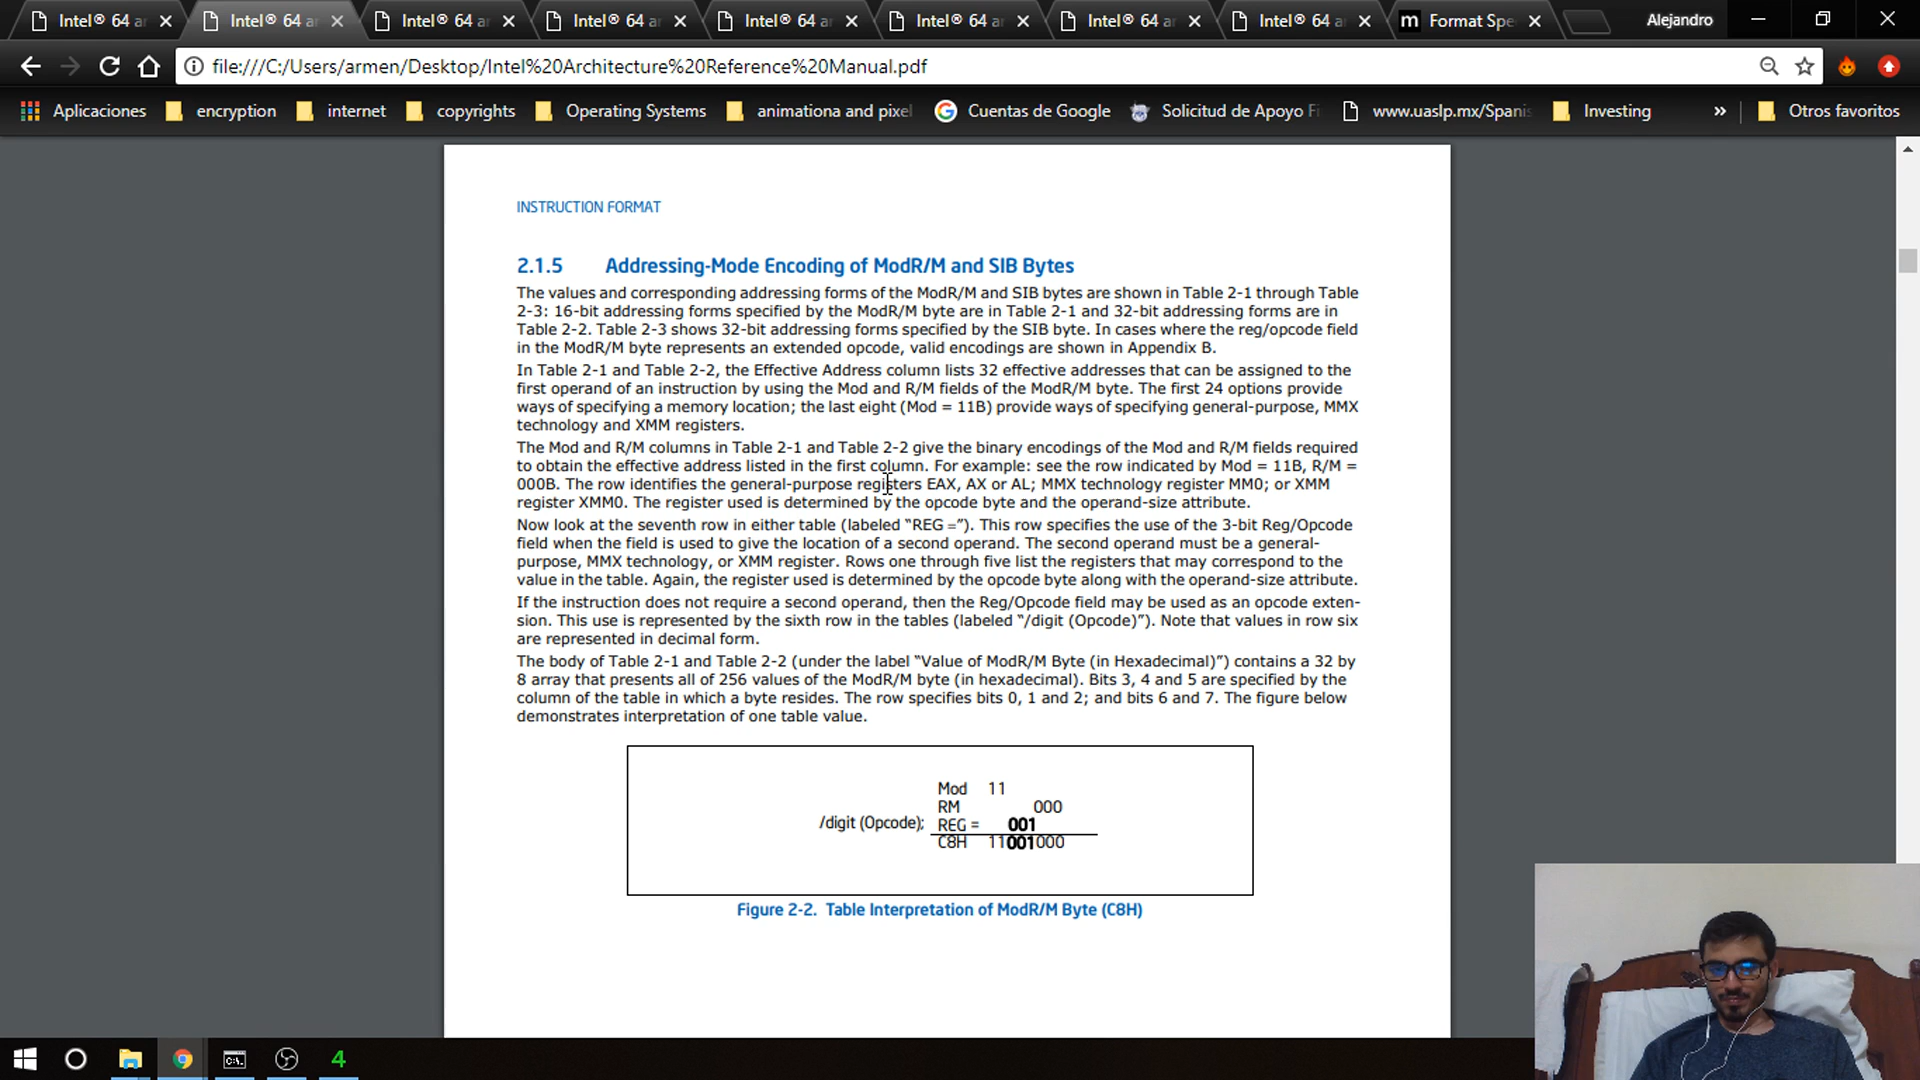 Intel® 64 ar
Intel® 64 ar
Intel® 64 ar
Intel® 64 ar
Intel® 64 ar
Intel® 64 ar
Intel® 64 ar
Intel® 64 ar
m Format Spe
Alejandro
file:///C:/Users/armen/Desktop/Intel%20Architecture%20Reference%20Manual.pdf
Aplicaciones encryption internet copyrights Operating Systems animationa and pixel Cuentas de Google Solicitud de Apoyo Fi www.uaslp.mx/Spanis Investing » Otros favoritos
INSTRUCTION FORMAT
2.1.5 Addressing-Mode Encoding of ModR/M and SIB Bytes
The values and corresponding addressing forms of the ModR/M and SIB bytes are shown in Table 2-1 through Table
2-3: 16-bit addressing forms specified by the ModR/M byte are in Table 2-1 and 32-bit addressing forms are in
Table 2-2. Table 2-3 shows 32-bit addressing forms specified by the SIB byte. In cases where the reg/opcode field
in the ModR/M byte represents an extended opcode, valid encodings are shown in Appendix B.
In Table 2-1 and Table 2-2, the Effective Address column lists 32 effective addresses that can be assigned to the
first operand of an instruction by using the Mod and R/M fields of the ModR/M byte. The first 24 options provide
ways of specifying a memory location; the last eight (Mod = 11B) provide ways of specifying general-purpose, MMX
technology and XMM registers.
The Mod and R/M columns in Table 2-1 and Table 2-2 give the binary encodings of the Mod and R/M fields required
to obtain the effective address listed in the first column. For example: see the row indicated by Mod = 11B, R/M =
000B. The row identifies the general-purpose registers EAX, AX or AL; MMX technology register MM0; or XMM
register XMM0. The register used is determined by the opcode byte and the operand-size attribute.
Now look at the seventh row in either table (labeled “REG =”). This row specifies the use of the 3-bit Reg/Opcode
field when the field is used to give the location of a second operand. The second operand must be a general-
purpose, MMX technology, or XMM register. Rows one through five list the registers that may correspond to the
value in the table. Again, the register used is determined by the opcode byte along with the operand-size attribute.
If the instruction does not require a second operand, then the Reg/Opcode field may be used as an opcode exten-
sion. This use is represented by the sixth row in the tables (labeled “/digit (Opcode)”). Note that values in row six
are represented in decimal form.
The body of Table 2-1 and Table 2-2 (under the label “Value of ModR/M Byte (in Hexadecimal)”) contains a 32 by
8 array that presents all of 256 values of the ModR/M byte (in hexadecimal). Bits 3, 4 and 5 are specified by the
column of the table in which a byte resides. The row specifies bits 0, 1 and 2; and bits 6 and 7. The figure below
demonstrates interpretation of one table value.
Mod 11
RM 000
/digit (Opcode); REG = 001
C8H 11001000
Figure 2-2. Table Interpretation of ModR/M Byte (C8H)
4